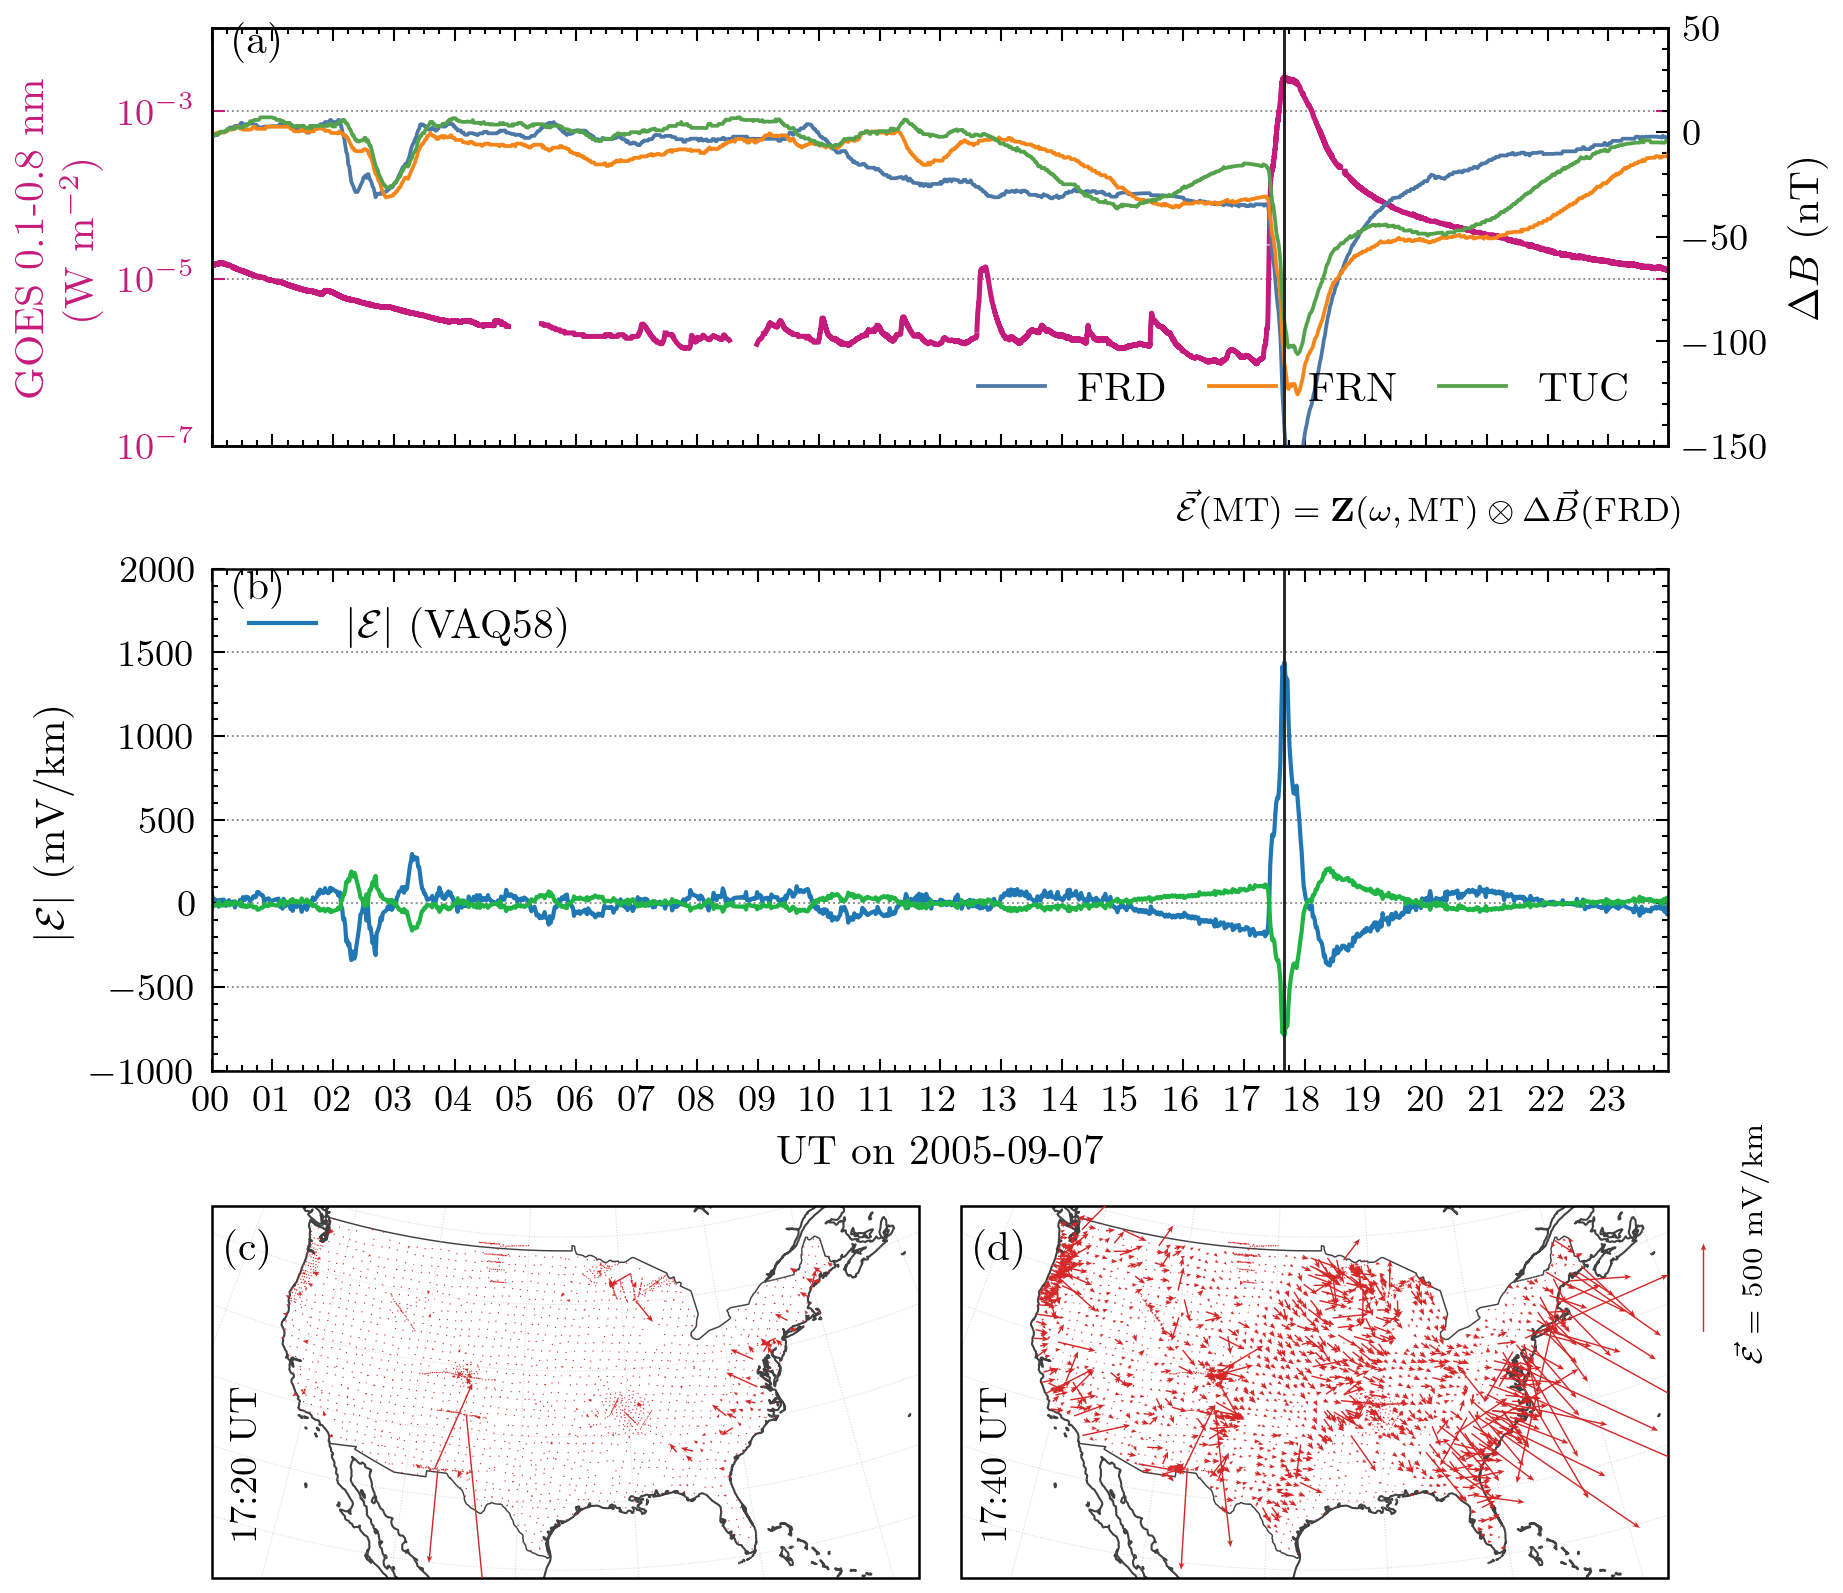 (a)
GOES 0.1-0.8 nm
(W m⁻²)
10⁻³
10⁻⁵
10⁻⁷
50
0
−50
−100
−150
ΔB (nT)
FRD FRN TUC
ℰ⃗(MT) = 𝐙(ω, MT) ⊗ ΔB⃗(FRD)
(b)
|ℰ| (VAQ58)
|ℰ| (mV/km)
2000
1500
1000
500
0
−500
−1000
00 01 02 03 04 05 06 07 08 09 10 11 12 13 14 15 16 17 18 19 20 21 22 23
UT on 2005-09-07
(c)
17:20 UT
(d)
17:40 UT
ℰ⃗ = 500 mV/km